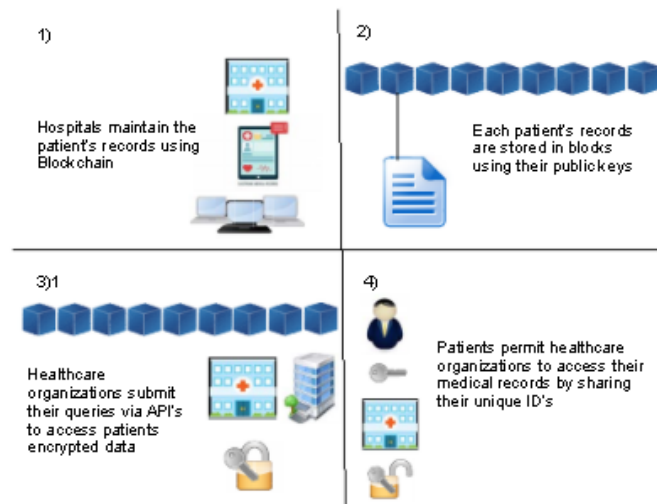 1)
Hospitals maintain the
patient's records using
Blockchain
2)
Each patient's records
are stored in blocks
using their public keys
3)1
Healthcare
organizations submit
their queries via API's
to access patients
encrypted data
4)
Patients permit healthcare
organizations to access their
medical records by sharing
their unique ID's